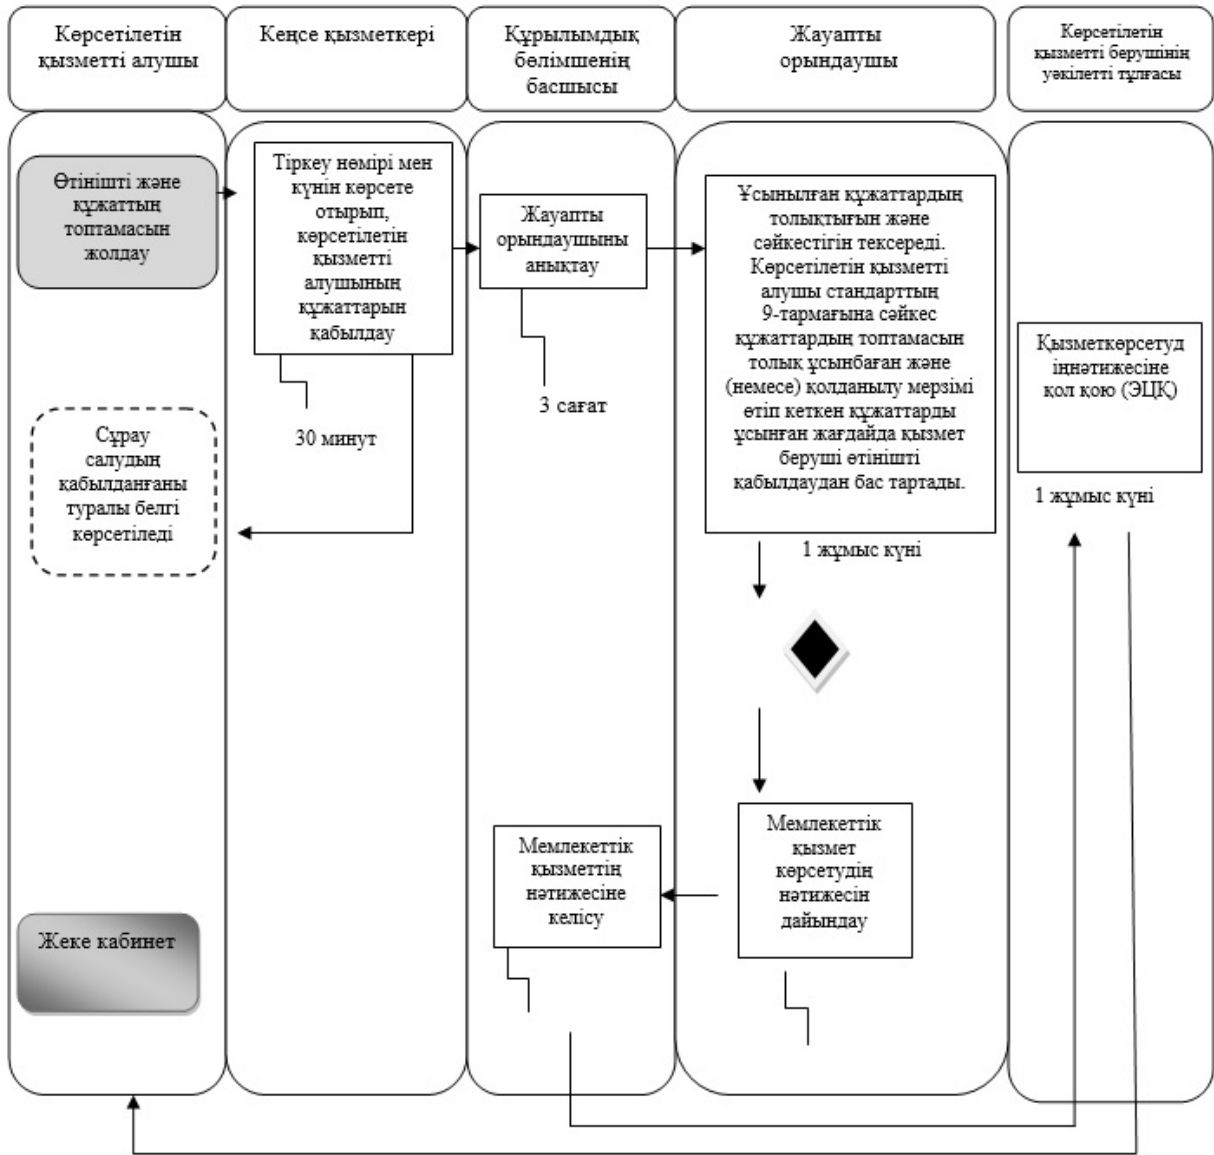 Көрсетілетін
қызметті алушы
Кеңсе қызметкері
Құрылымдық
бөлімшенің
басшысы
Жауапты
орындаушы
Көрсетілетін
қызметті берушінің
уәкілетті тұлғасы
Өтінішті және
құжаттың
топтамасын
жолдау
Тіркеу нөмірі мен
күнін көрсете
отырып,
көрсетілетін
қызметті
алушының
құжаттарын
қабылдау
30 минут
Жауапты
орындаушыны
анықтау
3 сағат
Ұсынылған құжаттардың
толықтығын және
сәйкестігін тексереді.
Көрсетілетін қызметті
алушы стандарттың
9-тармағына сәйкес
құжаттардың топтамасын
толық ұсынбаған және
(немесе) қолданылу мерзімі
өтіп кеткен құжаттарды
ұсынған жағдайда қызмет
беруші өтінішті
қабылдаудан бас тартады.
1 жұмыс күні
Қызметкөрсетуд
іңнәтижесіне
қол қою (ЭЦҚ)
1 жұмыс күні
Сұрау
салудың
қабылданғаны
туралы белгі
көрсетіледі
Мемлекеттік
қызметтің
нәтижесіне
келісу
Мемлекеттік
қызмет
көрсетудің
нәтижесін
дайындау
Жеке кабинет